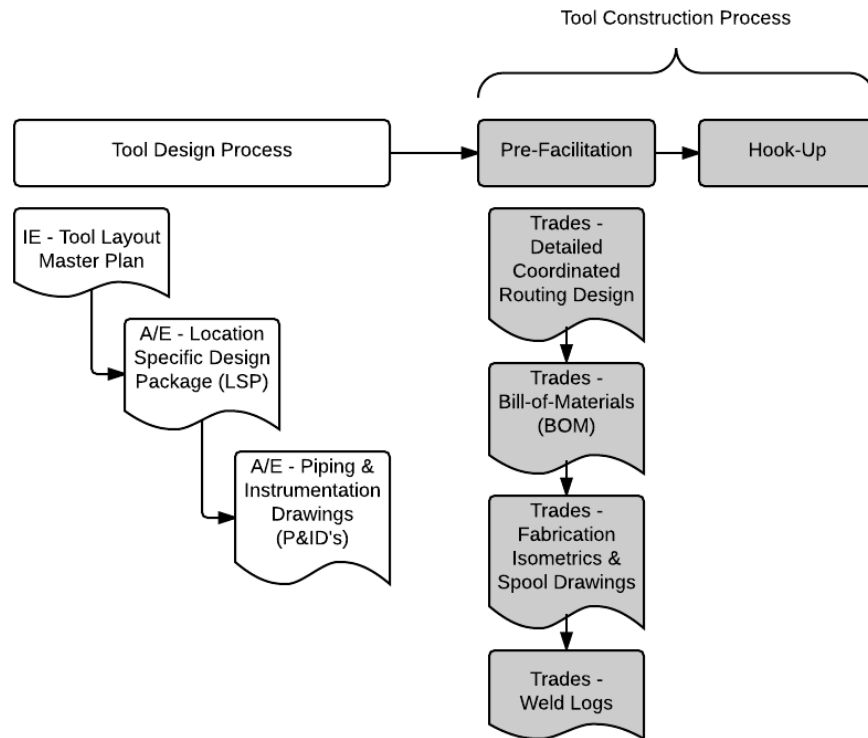 Tool Construction Process
Tool Design Process
Pre-Facilitation
Hook-Up
IE - Tool Layout
Master Plan
A/E - Location
Specific Design
Package (LSP)
A/E - Piping &
Instrumentation
Drawings
(P&ID's)
Trades -
Detailed
Coordinated
Routing Design
Trades -
Bill-of-Materials
(BOM)
Trades -
Fabrication
Isometrics &
Spool Drawings
Trades -
Weld Logs